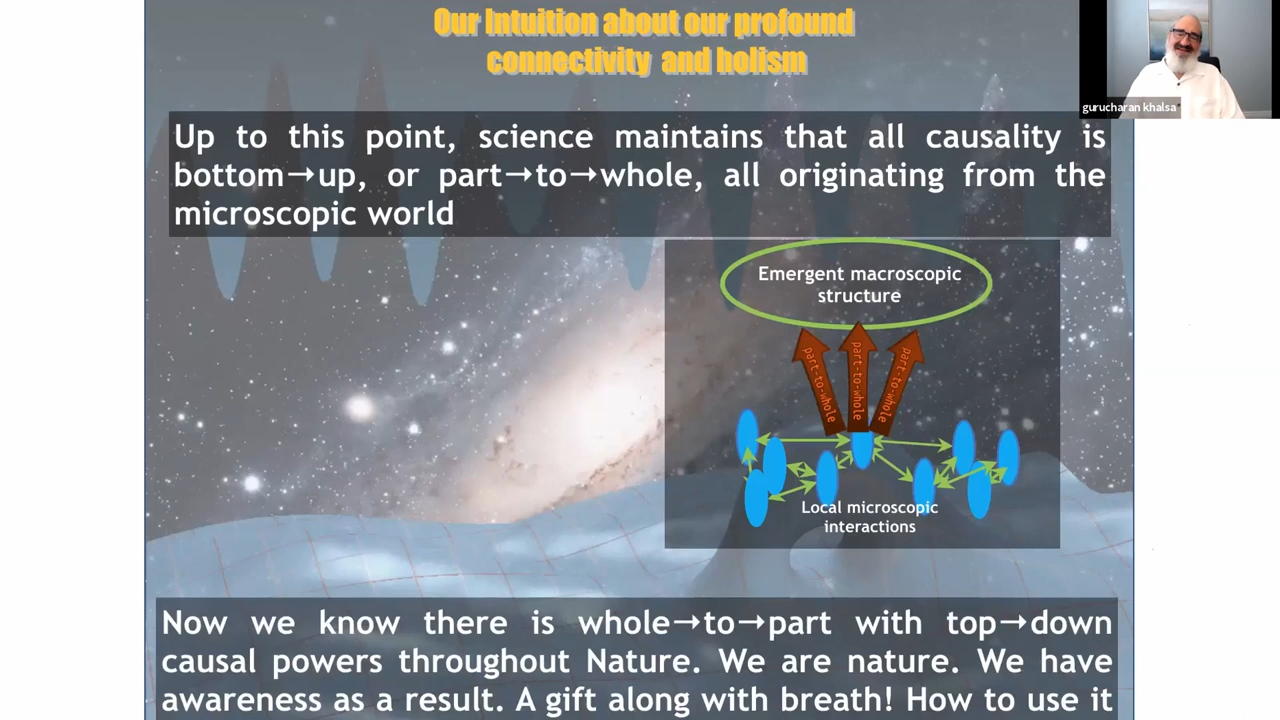 Our Intuition about our profound
connectivity and holism
gurucharan khalsa
Up to this point, science maintains that all causality is
bottom→up, or part→to→whole, all originating from the
microscopic world
Emergent macroscopic
structure
part-to-whole
part-to-whole
part-to-whole
Local microscopic
interactions
Now we know there is whole→to→part with top→down
causal powers throughout Nature. We are nature. We have
awareness as a result. A gift along with breath! How to use it